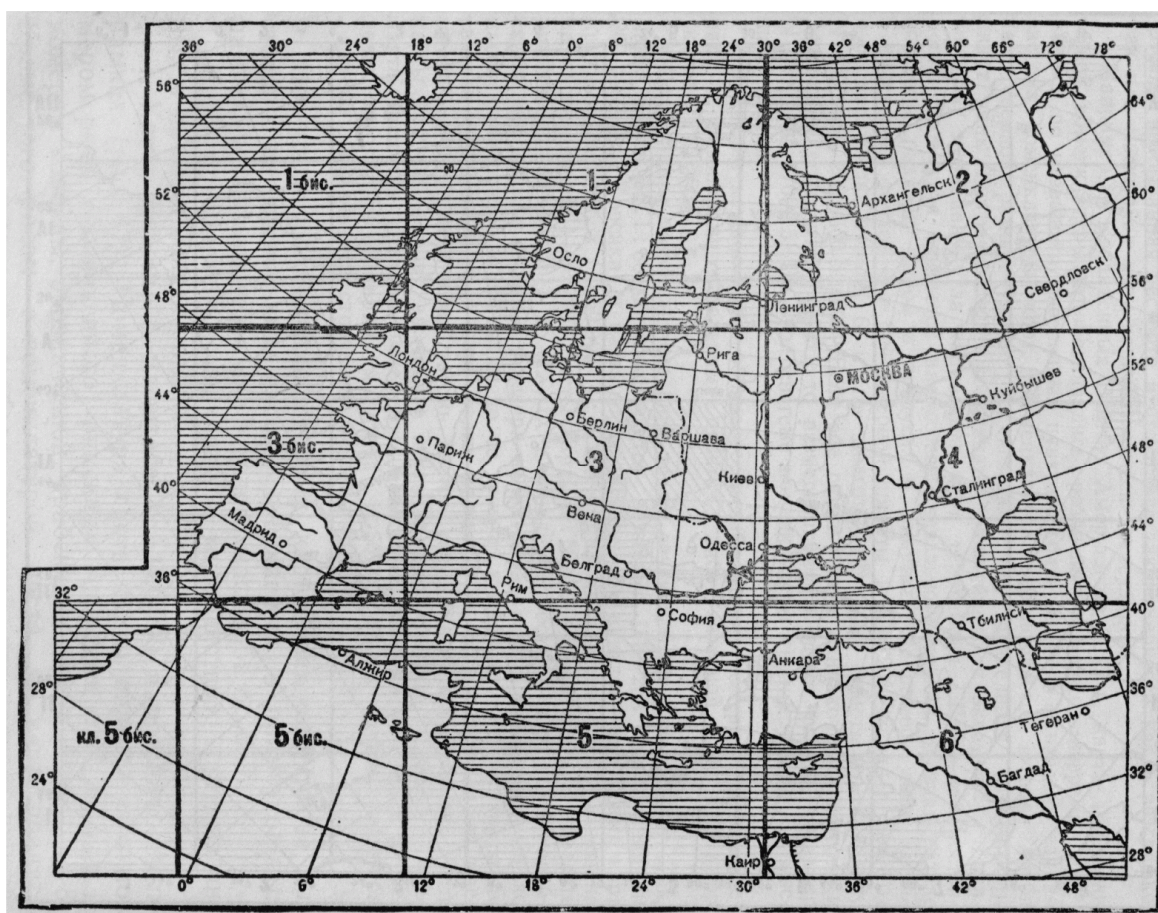 36° 30° 24° 18° 12° 6° 0° 6° 12° 18° 24° 30° 36° 42° 48° 54° 60° 66° 72° 78°
58°
64°
1-бис.
1
2
Архангельск
52°
60°
Осло
Свердловск
56°
48°
Ленинград
Лондон
Рига
МОСКВА
52°
44°
Куйбышев
Берлин
Варшава
48°
3-бис.
Париж
3
4
Киев
Сталинград
40°
Вена
Мадрид
Одесса
44°
36°
Белград
32°
Рим
София
Тбилиси
40°
Алжир
Анкара
36°
28°
Тегеран
кл. 5-бис.
5-бис.
5
6
24°
Багдад
32°
Каир
28°
0° 6° 12° 18° 24° 30° 36° 42° 48°